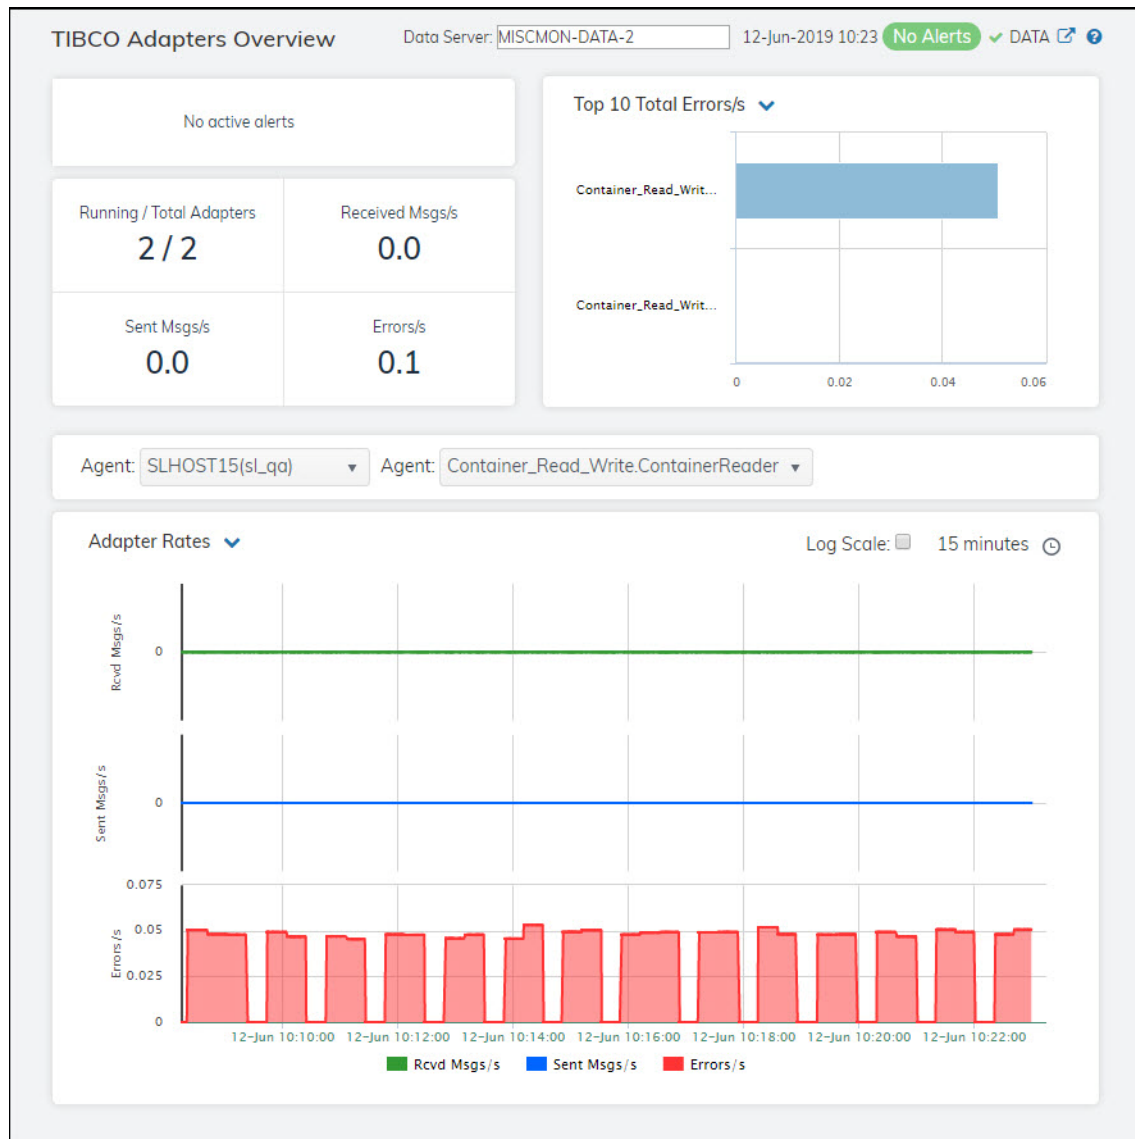 TIBCO Adapters Overview
Data Server: MISCMON-DATA-2 12-Jun-2019 10:23 No Alerts DATA
No active alerts
Running / Total Adapters
2 / 2
Received Msgs/s
0.0
Sent Msgs/s
0.0
Errors/s
0.1
Top 10 Total Errors/s
Container_Read_Writ...
Container_Read_Writ...
0 0.02 0.04 0.06
Agent: SLHOST15(sl_qa) Agent: Container_Read_Write.ContainerReader
Adapter Rates
Log Scale: 15 minutes
Rcvd Msgs/s
0
Sent Msgs/s
0
Errors/s
0.075
0.05
0.025
0
12-Jun 10:10:00 12-Jun 10:12:00 12-Jun 10:14:00 12-Jun 10:16:00 12-Jun 10:18:00 12-Jun 10:20:00 12-Jun 10:22:00
Rcvd Msgs/s Sent Msgs/s Errors/s